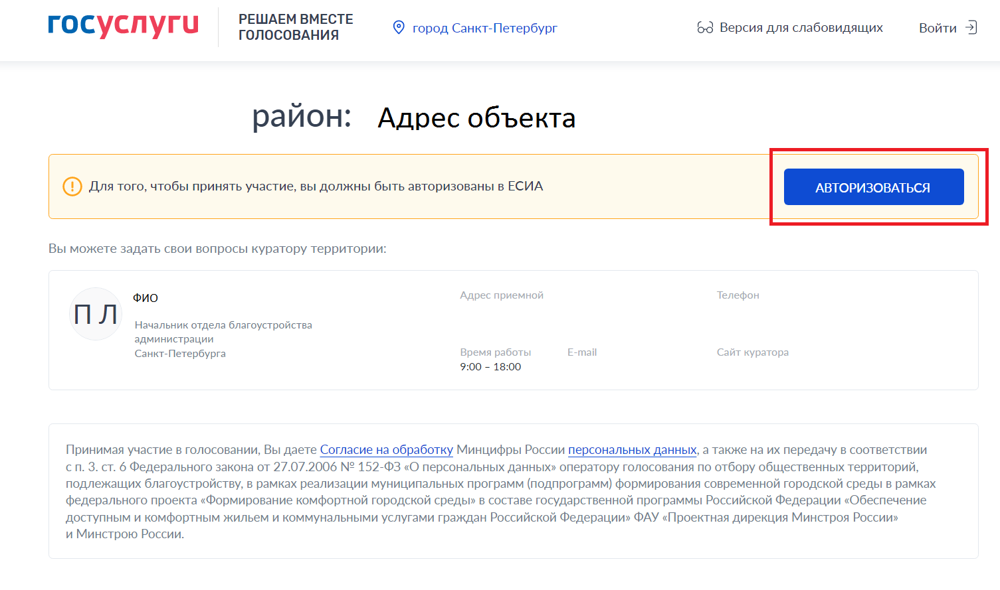 госуслуги
РЕШАЕМ ВМЕСТЕ
ГОЛОСОВАНИЯ
город Санкт-Петербург
Версия для слабовидящих
Войти
район: Адрес объекта
Для того, чтобы принять участие, вы должны быть авторизованы в ЕСИА
АВТОРИЗОВАТЬСЯ
Вы можете задать свои вопросы куратору территории:
П Л
ФИО
Начальник отдела благоустройства
администрации
Санкт-Петербурга
Адрес приемной
Телефон
Время работы
9:00 – 18:00
E-mail
Сайт куратора
Принимая участие в голосовании, Вы даете Согласие на обработку Минцифры России персональных данных, а также на их передачу в соответствии
с п. 3. ст. 6 Федерального закона от 27.07.2006 № 152-ФЗ «О персональных данных» оператору голосования по отбору общественных территорий,
подлежащих благоустройству, в рамках реализации муниципальных программ (подпрограмм) формирования современной городской среды в рамках
федерального проекта «Формирование комфортной городской среды» в составе государственной программы Российской Федерации «Обеспечение
доступным и комфортным жильем и коммунальными услугами граждан Российской Федерации» ФАУ «Проектная дирекция Минстроя России»
и Минстрою России.